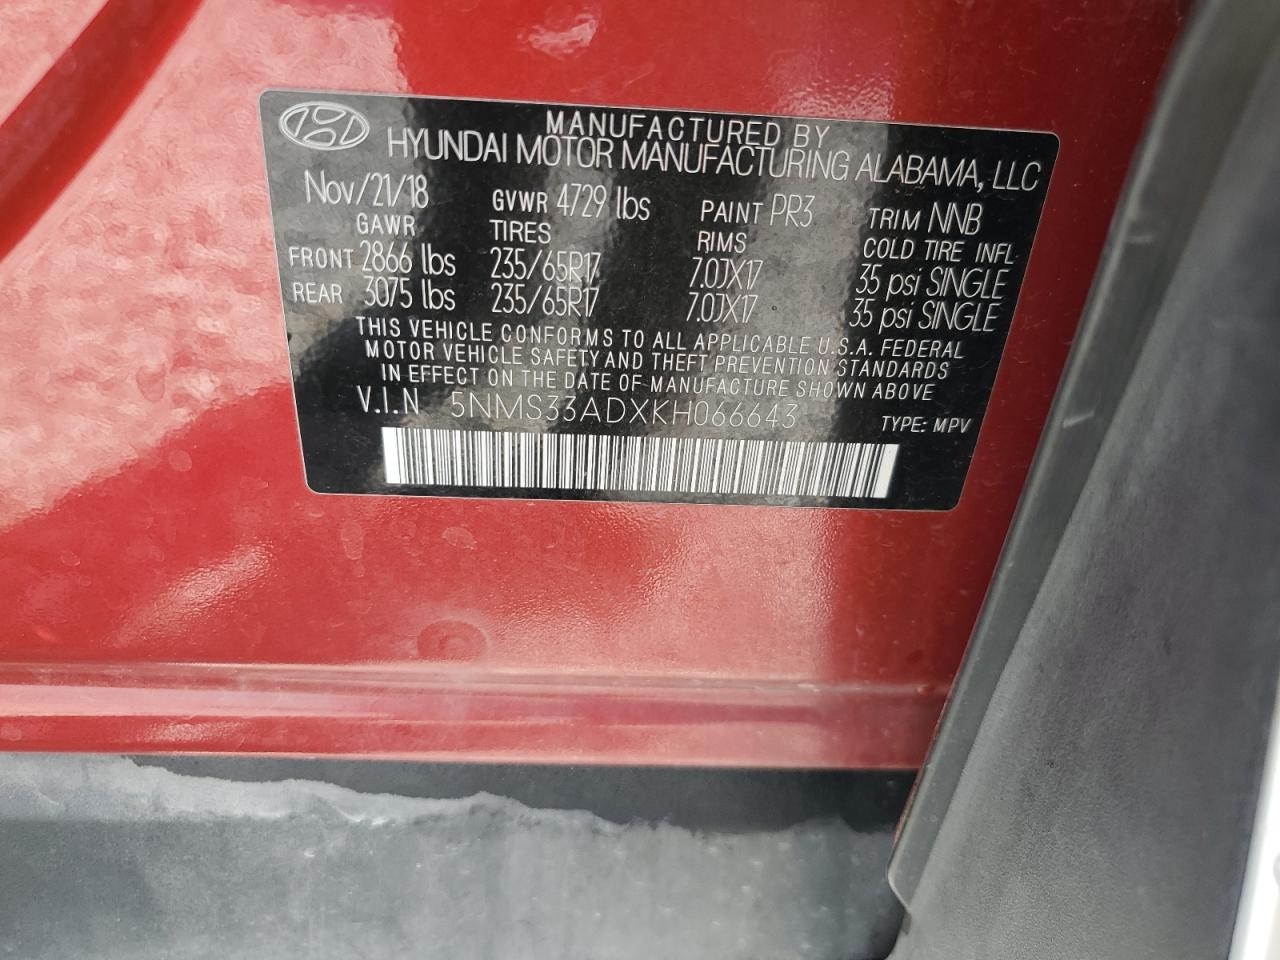 MANUFACTURED BY
HYUNDAI MOTOR MANUFACTURING ALABAMA, LLC
Nov/21/18 GVWR 4729 lbs PAINT PR3 TRIM NNB
GAWR TIRES RIMS COLD TIRE INFL
FRONT 2866 lbs 235/65R17 7.0JX17 35 psi SINGLE
REAR 3075 lbs 235/65R17 7.0JX17 35 psi SINGLE
THIS VEHICLE CONFORMS TO ALL APPLICABLE U.S.A. FEDERAL
MOTOR VEHICLE SAFETY AND THEFT PREVENTION STANDARDS
IN EFFECT ON THE DATE OF MANUFACTURE SHOWN ABOVE
V.I.N 5NMS33ADXKH066643 TYPE: MPV